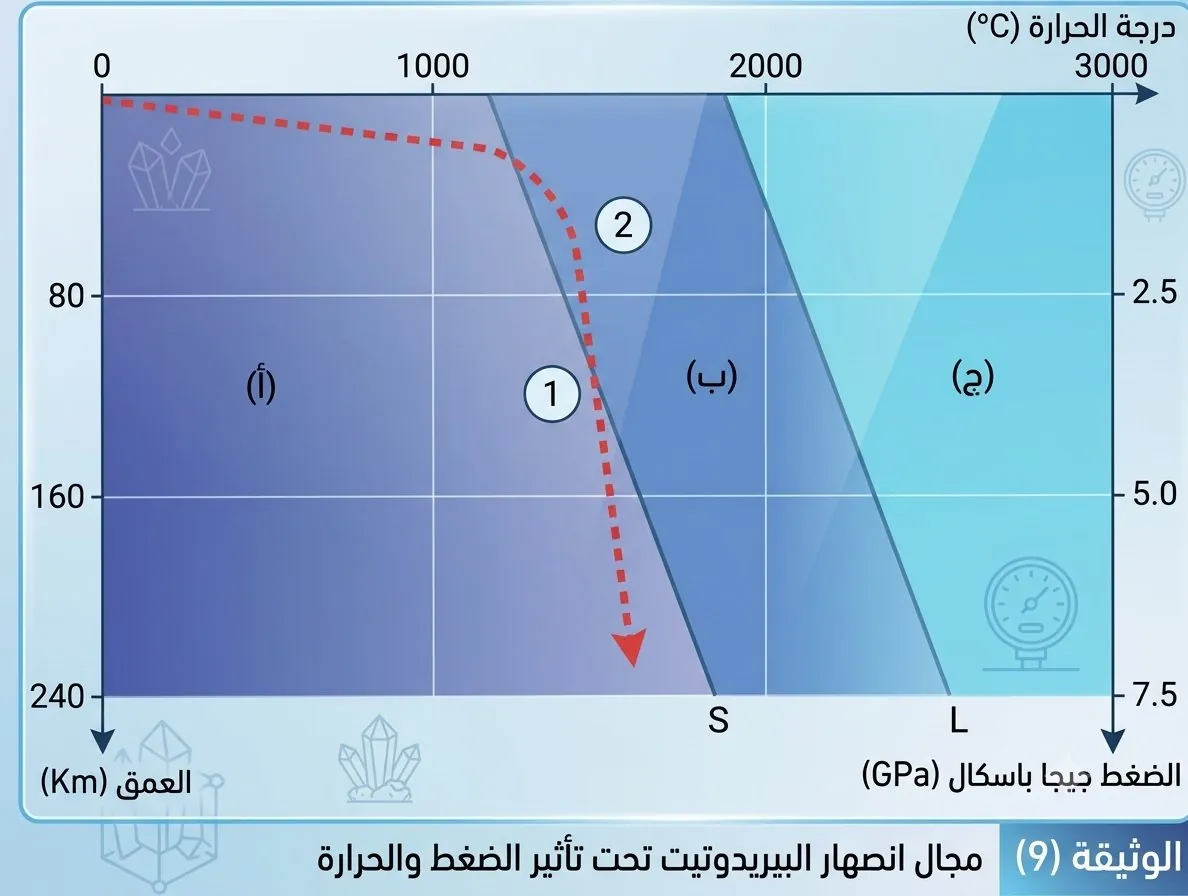 درجة الحرارة (°C)
0 1000 2000 3000
2
80 2.5
(أ) (ب) (ج)
1
160 5.0
240 7.5
S L
العمق (Km) الضغط جيجا باسكال (GPa)
الوثيقة (9) مجال انصهار البيريدوتيت تحت تأثير الضغط والحرارة